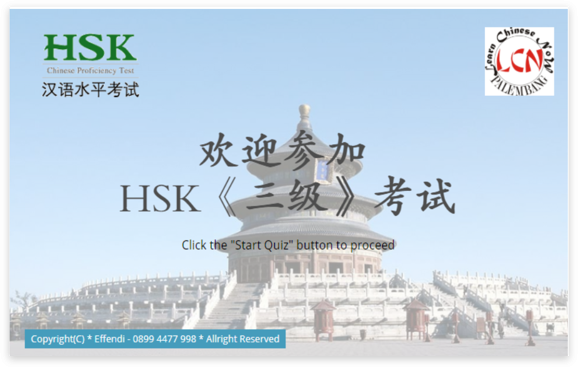 HSK
Chinese Proficiency Test
汉语水平考试
Learn Chinese Now
LCN
PALEMBANG
欢迎参加
HSK《三级》考试
Click the "Start Quiz" button to proceed
Copyright(C) * Effendi - 0899 4477 998 * Allright Reserved